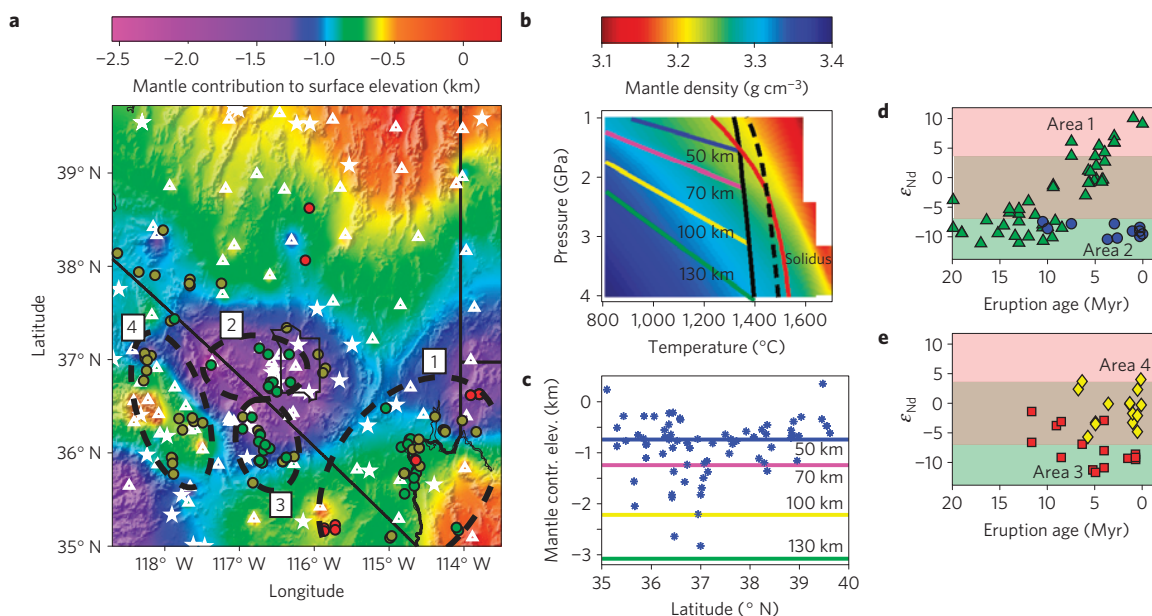 a
−2.5 −2.0 −1.5 −1.0 −0.5 0
Mantle contribution to surface elevation (km)
39° N
38° N
37° N
36° N
35° N
Latitude
118° W 117° W 116° W 115° W 114° W
Longitude
4
2
1
3
b
3.1 3.2 3.3 3.4
Mantle density (g cm⁻³)
1
2
3
4
Pressure (GPa)
50 km
70 km
100 km
130 km
Solidus
800 1,000 1,200 1,400 1,600
Temperature (°C)
c
0
−1
−2
−3
Mantle contr. elev. (km)
50 km
70 km
100 km
130 km
35 36 37 38 39 40
Latitude (° N)
d
10
5
0
−5
−10
εNd
Area 1
Area 2
20 15 10 5 0
Eruption age (Myr)
e
10
5
0
−5
−10
εNd
Area 4
Area 3
20 15 10 5 0
Eruption age (Myr)